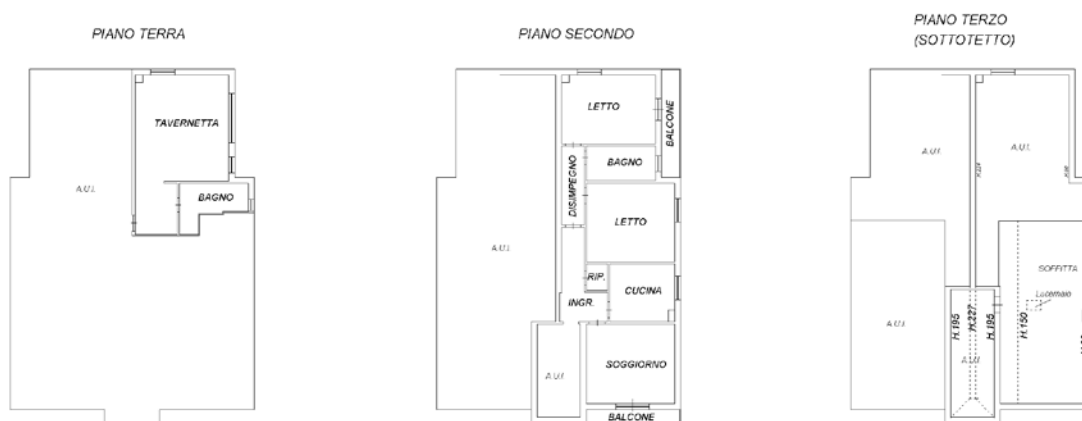 PIANO TERRA
TAVERNETTA
A.U.I.
BAGNO
PIANO SECONDO
LETTO
BALCONE
BAGNO
DISIMPEGNO
LETTO
A.U.I.
RIP.
CUCINA
INGR.
SOGGIORNO
A.U.I.
BALCONE
PIANO TERZO
(SOTTOTETTO)
A.U.I.
A.U.I.
SOFFITTA
Lucernaio
A.U.I.
H.195
H.227
H.195
H.150
A.U.I.